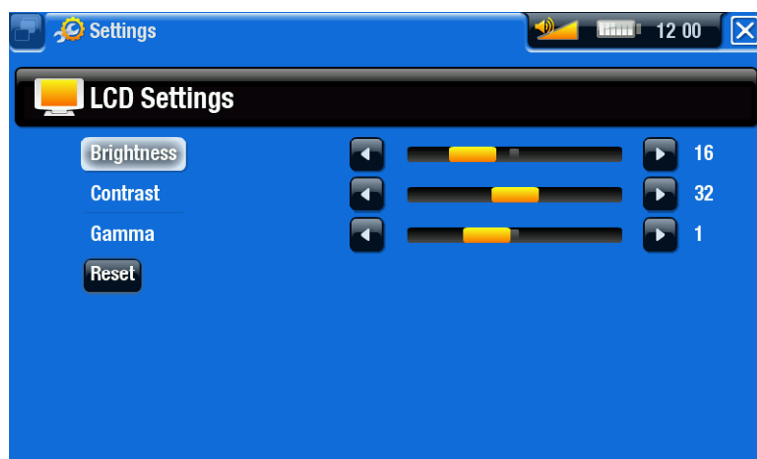 Settings 12 00
LCD Settings
Brightness 16
Contrast 32
Gamma 1
Reset